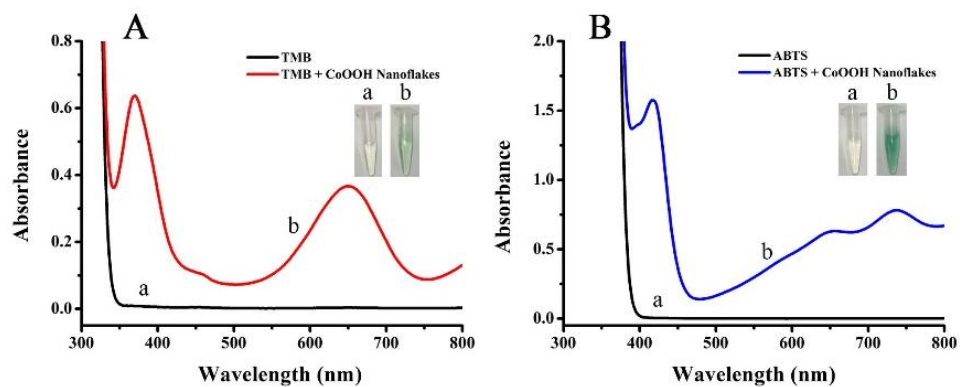 A
TMB
TMB + CoOOH Nanoflakes
a b
0.8
0.6
0.4
0.2
0.0
Absorbance
b
a
300 400 500 600 700 800
Wavelength (nm)
B
ABTS
ABTS + CoOOH Nanoflakes
a b
2.0
1.5
1.0
0.5
0.0
Absorbance
b
a
300 400 500 600 700 800
Wavelength (nm)